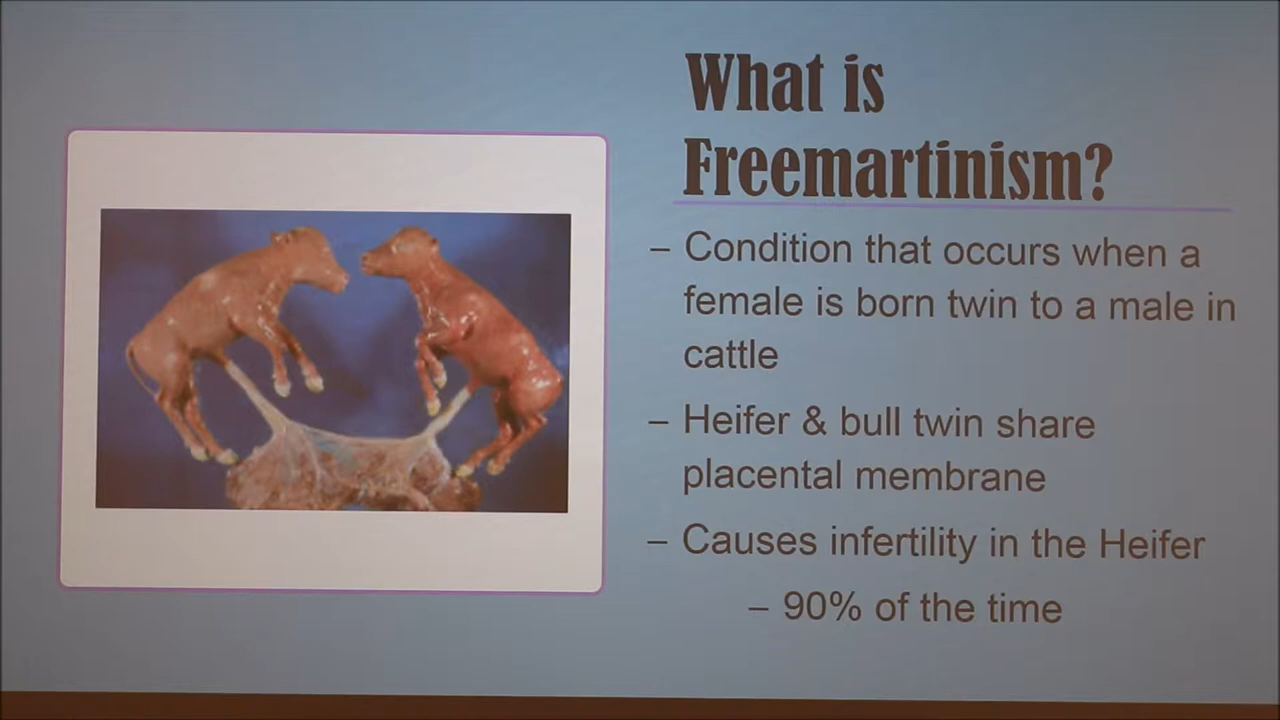 What is
Freemartinism?
– Condition that occurs when a
female is born twin to a male in
cattle
– Heifer & bull twin share
placental membrane
– Causes infertility in the Heifer
– 90% of the time